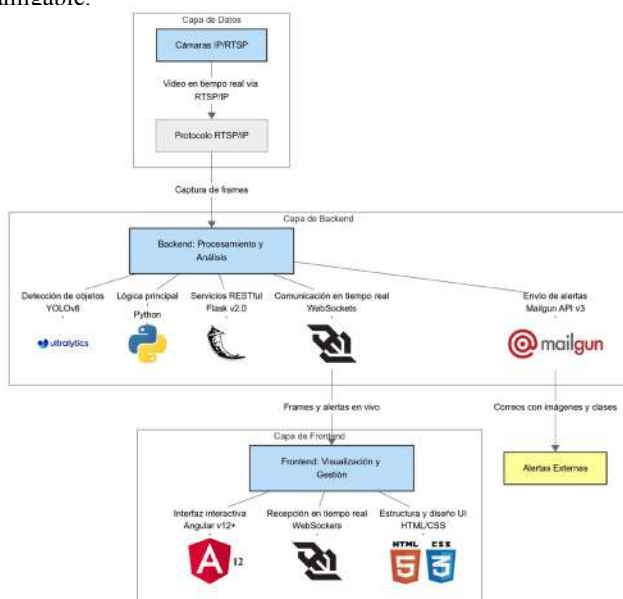 amigable.
Capa de Datos
Cámaras IP/RTSP
Video en tiempo real via
RTSP/IP
Protocolo RTSP/IP
Captura de frames
Capa de Backend
Backend: Procesamiento y
Análisis
Detección de objetos
YOLOv8
Lógica principal
Python
Servicios RESTful
Flask v2.0
Comunicación en tiempo real
WebSockets
Envío de alertas
Mailgun API v3
ultralytics
mailgun
Frames y alertas en vivo
Correos con imágenes y clases
Capa de Frontend
Frontend: Visualización y
Gestión
Alertas Externas
Interfaz interactiva
Angular v12+
Recepción en tiempo real
WebSockets
Estructura y diseño UI
HTML/CSS
A
12
HTML
5
CSS
3